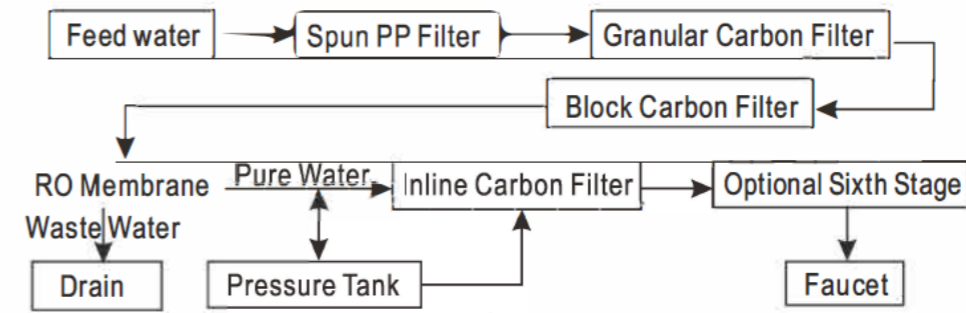 Feed water
Spun PP Filter
Granular Carbon Filter
Block Carbon Filter
RO Membrane
Pure Water
Inline Carbon Filter
Optional Sixth Stage
Waste Water
Drain
Pressure Tank
Faucet